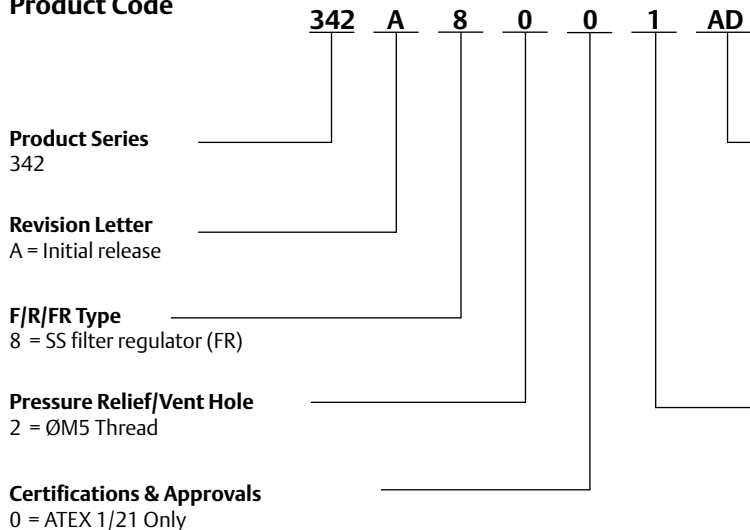 Product Code
342 A 8 0 0 1 AD
Product Series
342
Revision Letter
A = Initial release
F/R/FR Type
8 = SS filter regulator (FR)
Pressure Relief/Vent Hole
2 = ØM5 Thread
Certifications & Approvals
0 = ATEX 1/21 Only